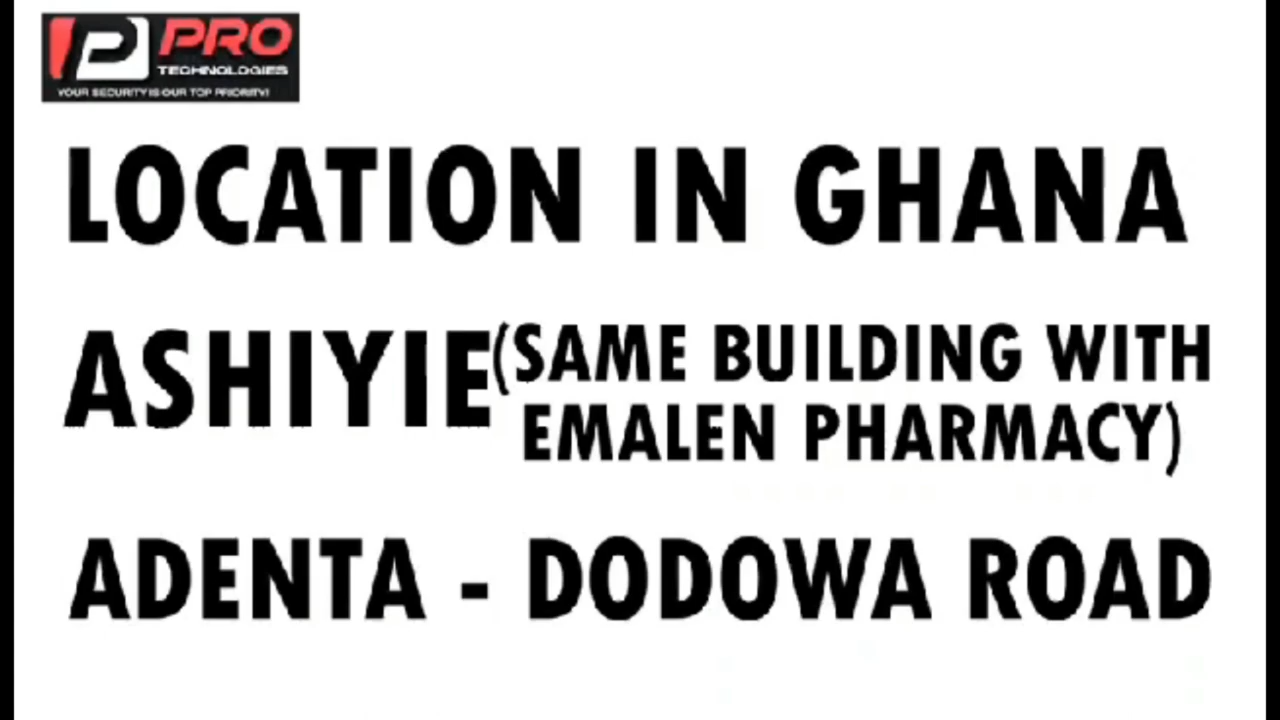 PRO
TECHNOLOGIES
YOUR SECURITY IS OUR TOP PRIORITY!
LOCATION IN GHANA
ASHIYIE (SAME BUILDING WITH
EMALEN PHARMACY)
ADENTA - DODOWA ROAD